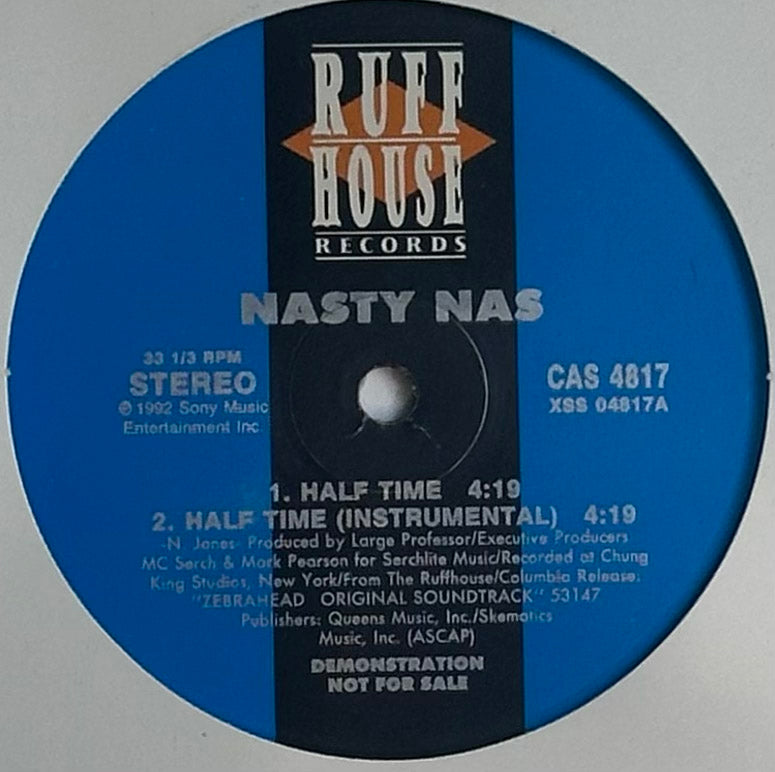 RUFF
HOUSE
RECORDS
NASTY NAS
33 1/3 RPM
STEREO
℗ 1992 Sony Music
Entertainment Inc.
CAS 4817
XSS 04817A
1. HALF TIME 4:19
2. HALF TIME (INSTRUMENTAL) 4:19
-N. Jones- Produced by Large Professor/Executive Producers
MC Serch & Mark Pearson for Serchlite Music/Recorded at Chung
King Studios, New York/From The Ruffhouse/Columbia Release:
"ZEBRAHEAD ORIGINAL SOUNDTRACK" 53147
Publishers: Queens Music, Inc./Skematics
Music, Inc. (ASCAP)
DEMONSTRATION
NOT FOR SALE